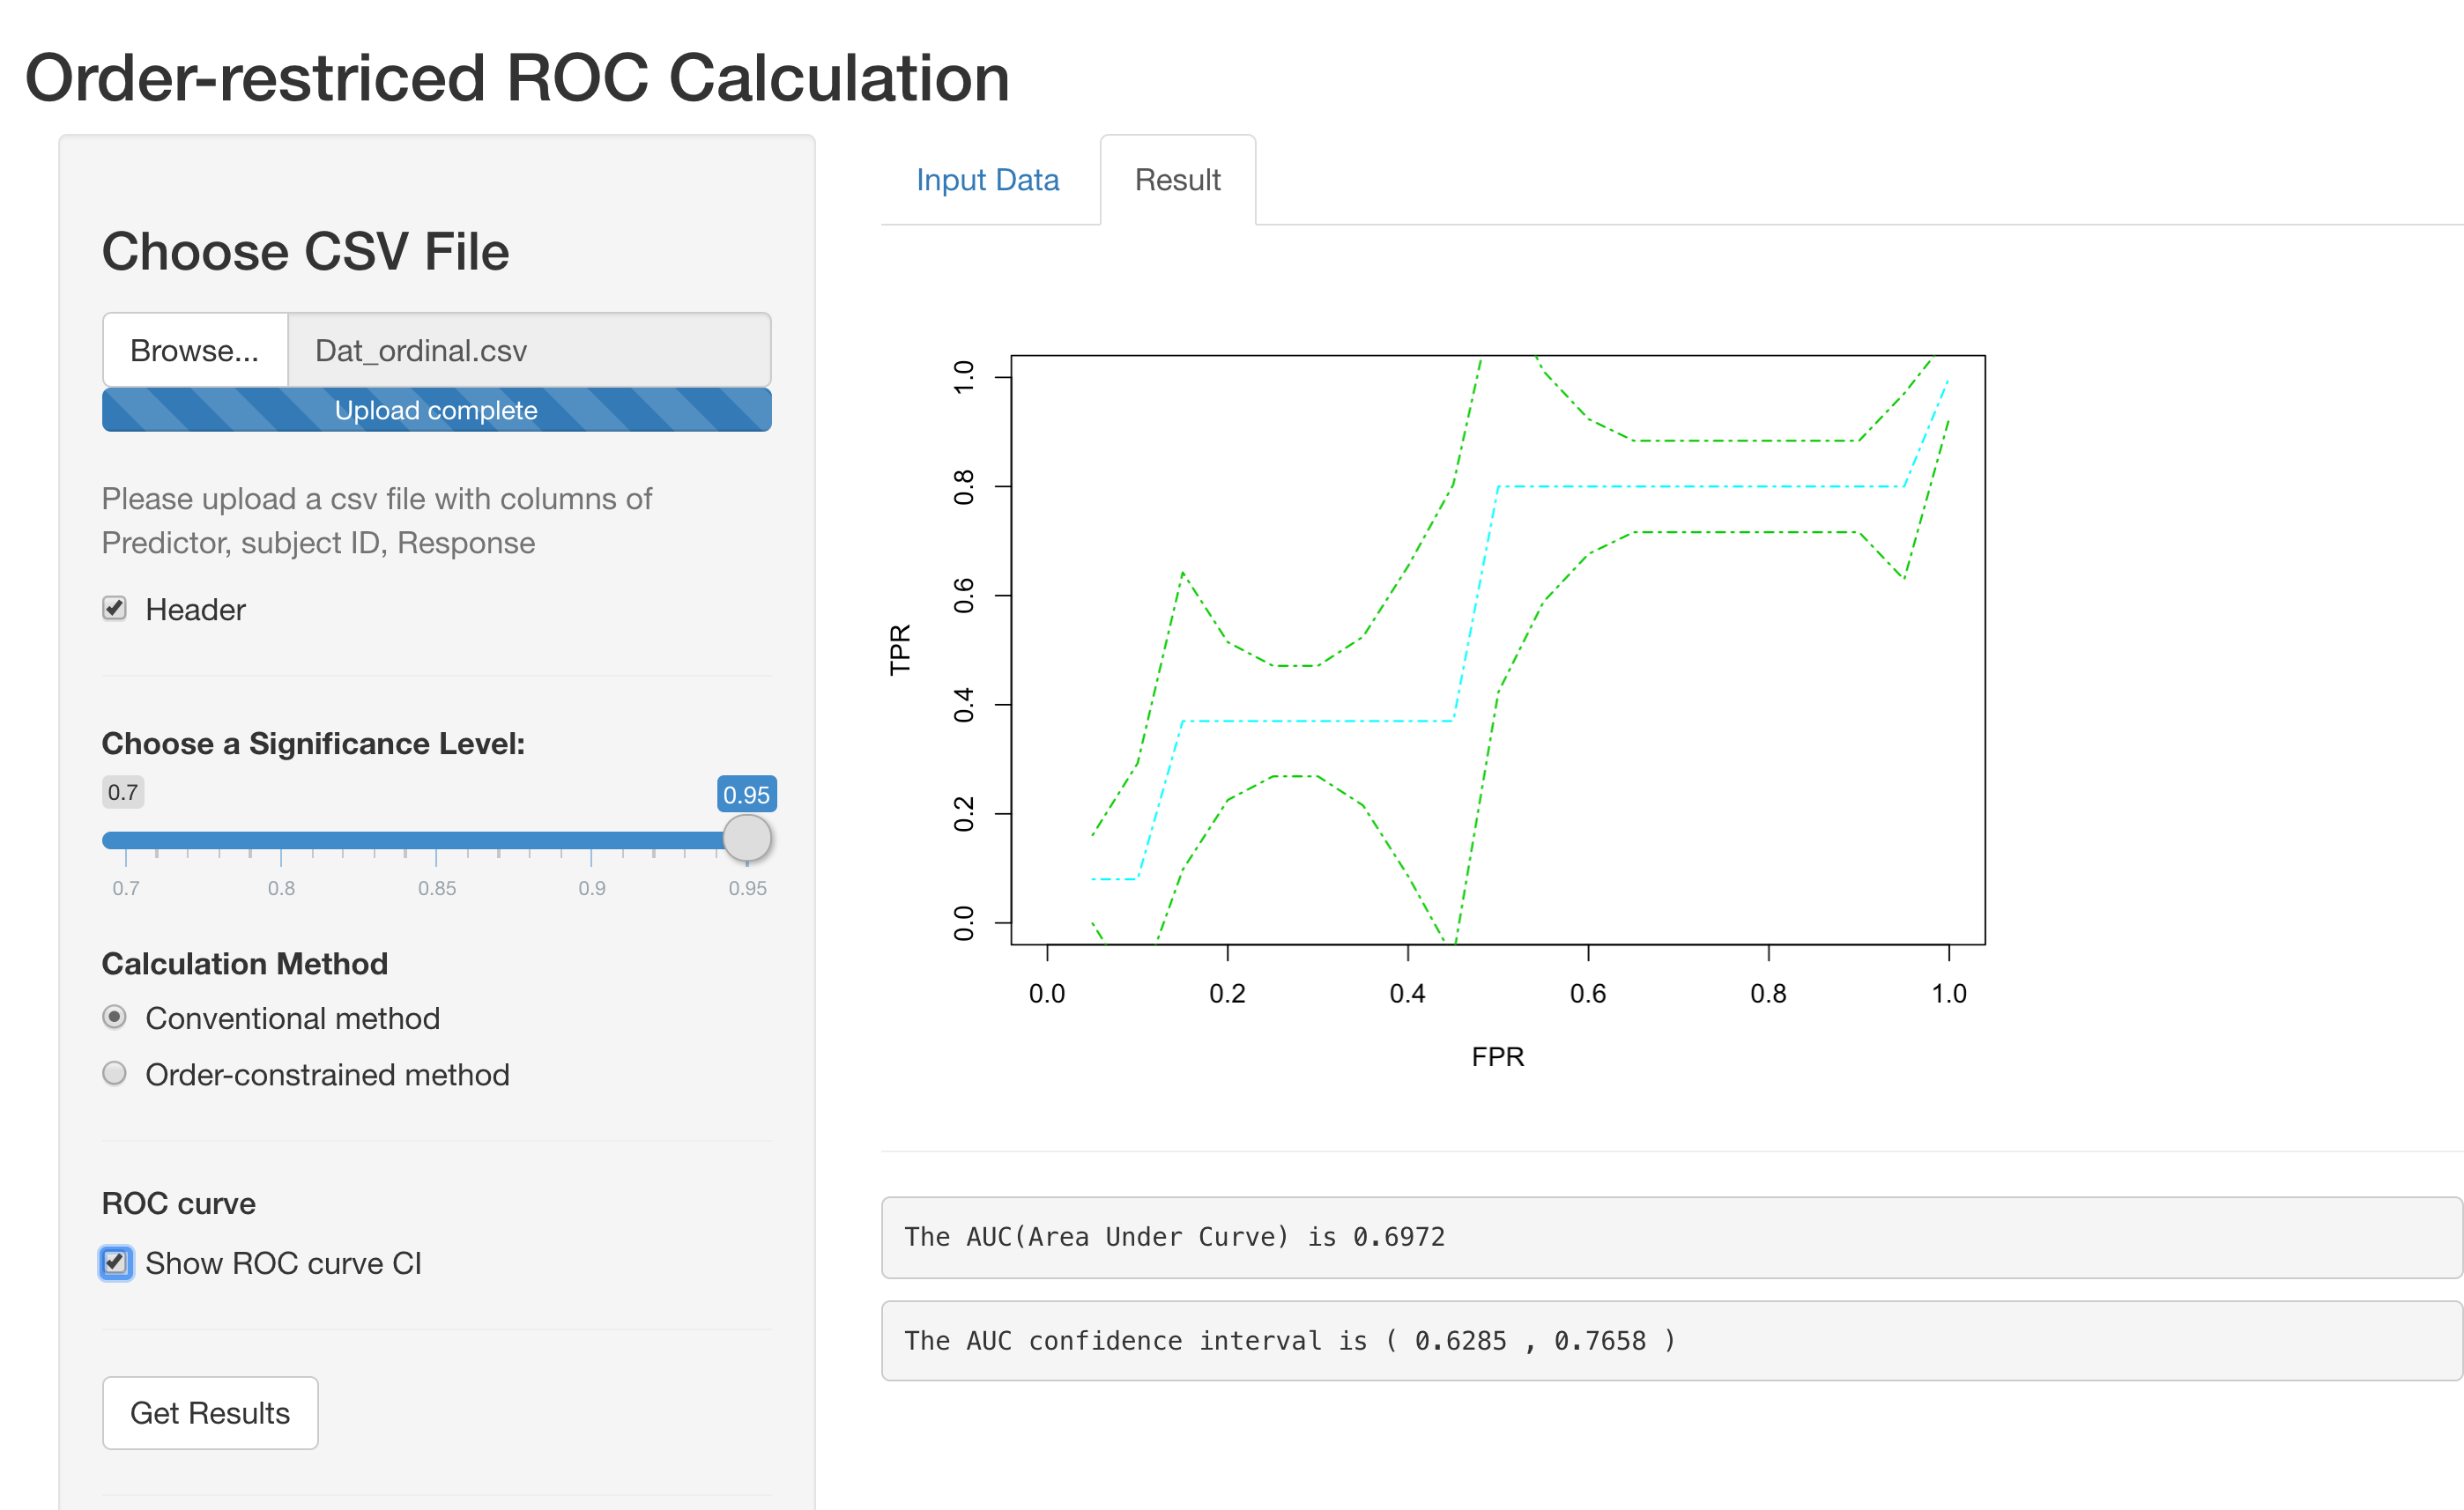 Order-restriced ROC Calculation
Choose CSV File
Browse...
Dat_ordinal.csv
Upload complete
Please upload a csv file with columns of
Predictor, subject ID, Response
Header
Choose a Significance Level:
0.7
0.95
0.7 0.8 0.85 0.9 0.95
Calculation Method
Conventional method
Order-constrained method
ROC curve
Show ROC curve CI
Get Results
Input Data
Result
TPR
1.0
0.8
0.6
0.4
0.2
0.0
0.0 0.2 0.4 0.6 0.8 1.0
FPR
The AUC(Area Under Curve) is 0.6972
The AUC confidence interval is ( 0.6285 , 0.7658 )